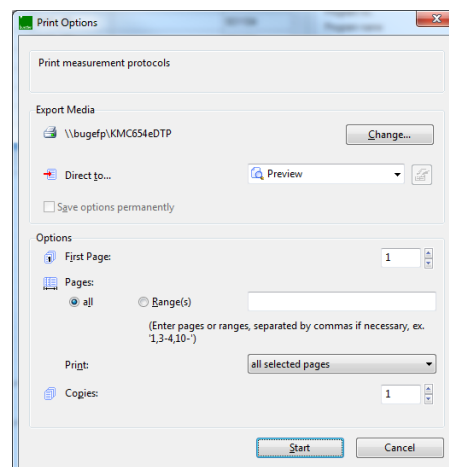 Print Options
Print measurement protocols
Export Media
\\bugefp\KMC654eDTP
Change...
Direct to...
Preview
Save options permanently
Options
First Page:
1
Pages:
all
Range(s)
(Enter pages or ranges, separated by commas if necessary, ex.
'1,3-4,10-')
Print:
all selected pages
Copies:
1
Start
Cancel